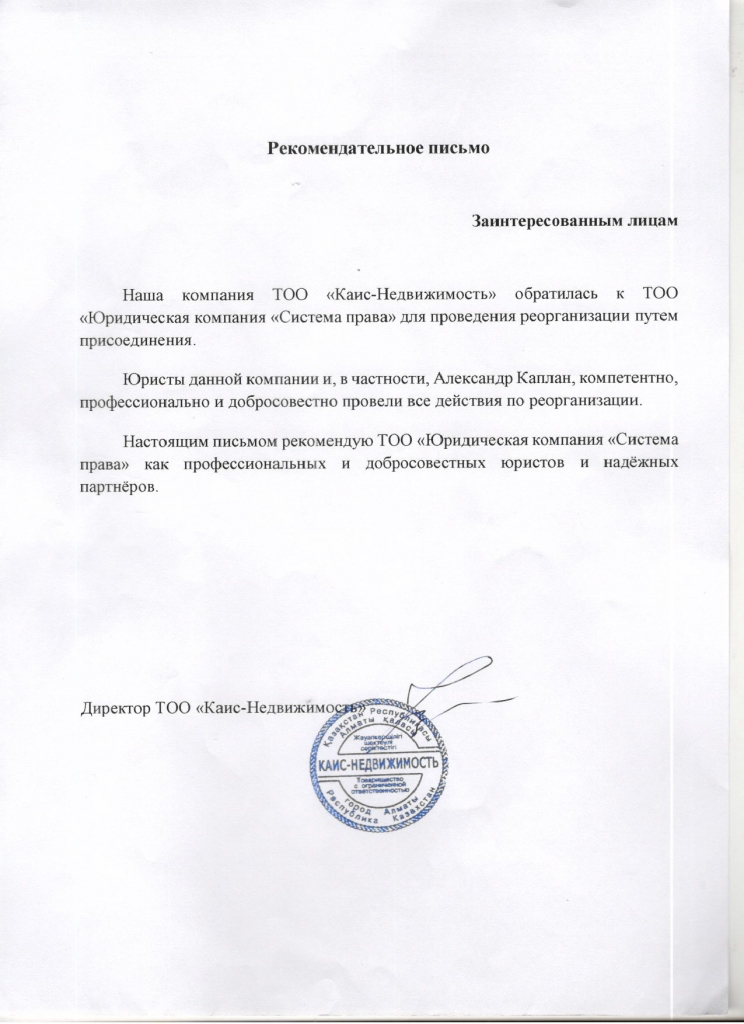 Рекомендательное письмо
Заинтересованным лицам
Наша компания ТОО «Каис-Недвижимость» обратилась к ТОО
«Юридическая компания «Система права» для проведения реорганизации путем
присоединения.
Юристы данной компании и, в частности, Александр Каплан, компетентно,
профессионально и добросовестно провели все действия по реорганизации.
Настоящим письмом рекомендую ТОО «Юридическая компания «Система
права» как профессиональных и добросовестных юристов и надёжных
партнёров.
Директор ТОО «Каис-Недвижимость»
Қазақстан Республикасы
Алматы қаласы
Жауапкершілігі
шектеулі
серіктестігі
КАИС-НЕДВИЖИМОСТЬ
Товарищество
с ограниченной
ответственностью
город Алматы
Республика Казахстан